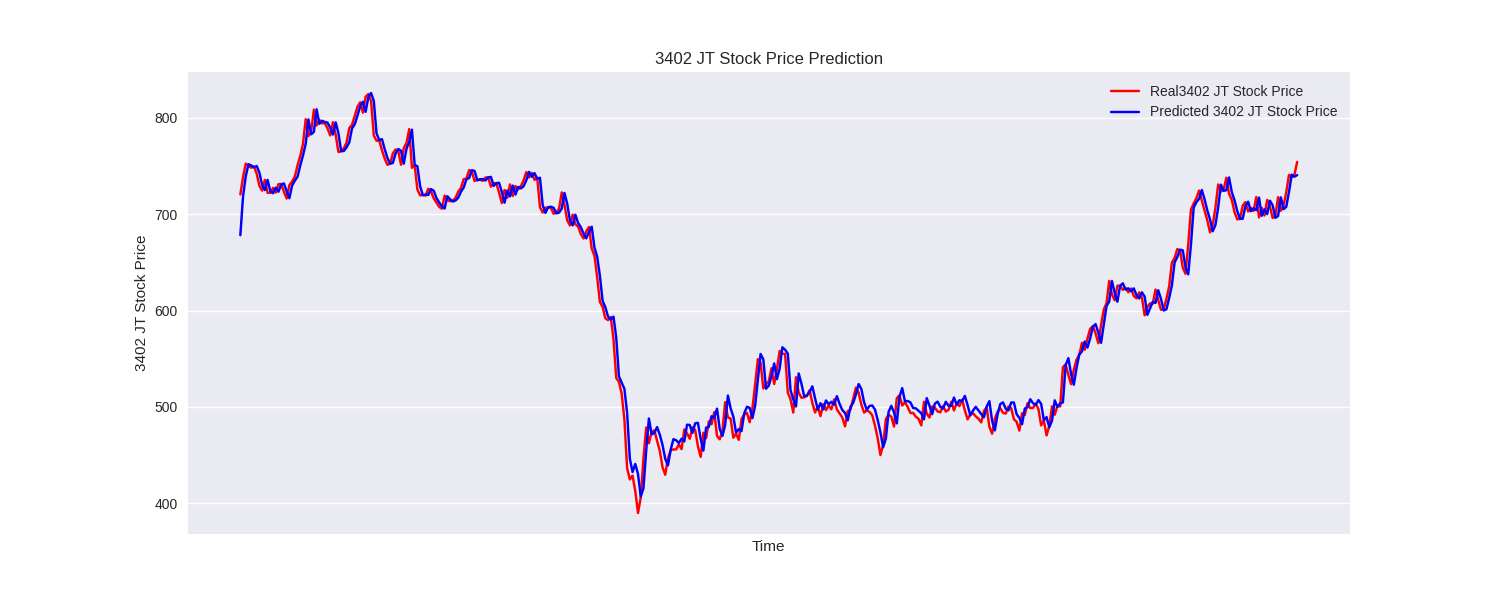 3402 JT Stock Price Prediction
Real3402 JT Stock Price
Predicted 3402 JT Stock Price
3402 JT Stock Price
800
700
600
500
400
Time